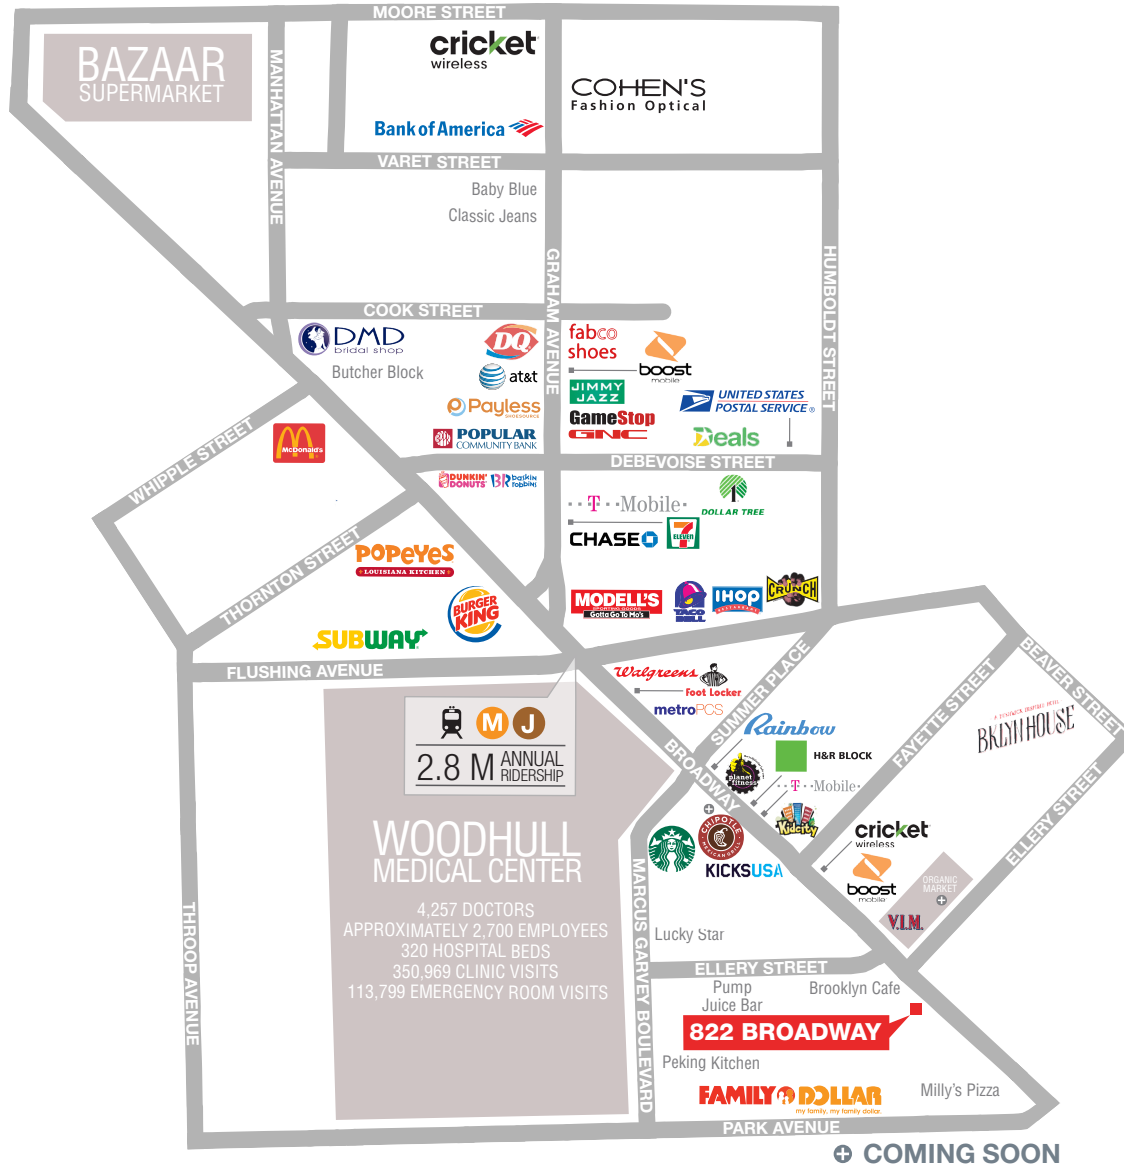 MOORE STREET
BAZAAR
SUPERMARKET
MANHATTAN AVENUE
cricket
wireless
COHEN'S
Fashion Optical
Bank of America
VARET STREET
Baby Blue
Classic Jeans
GRAHAM AVENUE
HUMBOLDT STREET
COOK STREET
DMD
bridal shop
Butcher Block
DQ
at&t
Payless
SHOESOURCE
POPULAR
COMMUNITY BANK
fabco
shoes
boost
mobile
JIMMY
JAZZ
GameStop
GNC
UNITED STATES
POSTAL SERVICE®
Deals
WHIPPLE STREET
McDonald's
DEBEVOISE STREET
DUNKIN'
DONUTS
BR
baskin
robbins
T-Mobile
DOLLAR TREE
CHASE
7
ELEVEN
THORNTON STREET
POPEYES
LOUISIANA KITCHEN
BURGER
KING
SUBWAY
MODELL'S
SPORTING GOODS
Gotta Go To Mo's
TACO
BELL
IHOP
RESTAURANT
CRUNCH
FLUSHING AVENUE
Walgreens
Foot Locker
metroPCS
SUMMER PLACE
FAYETTE STREET
BEAVER STREET
BKLYN HOUSE
M J
2.8 M ANNUAL
RIDERSHIP
BROADWAY
Rainbow
H&R BLOCK
planet
fitness
T-Mobile
Kidcity
CHIPOTLE
MEXICAN GRILL
KICKSUSA
cricket
wireless
boost
mobile
ORGANIC
MARKET
V.I.M.
ELLERY STREET
WOODHULL
MEDICAL CENTER
4,257 DOCTORS
APPROXIMATELY 2,700 EMPLOYEES
320 HOSPITAL BEDS
350,969 CLINIC VISITS
113,799 EMERGENCY ROOM VISITS
THROOP AVENUE
MARCUS GARVEY BOULEVARD
Lucky Star
ELLERY STREET
Pump
Juice Bar
Brooklyn Cafe
822 BROADWAY
Peking Kitchen
FAMILY DOLLAR
my family, my family dollar.
Milly's Pizza
PARK AVENUE
COMING SOON